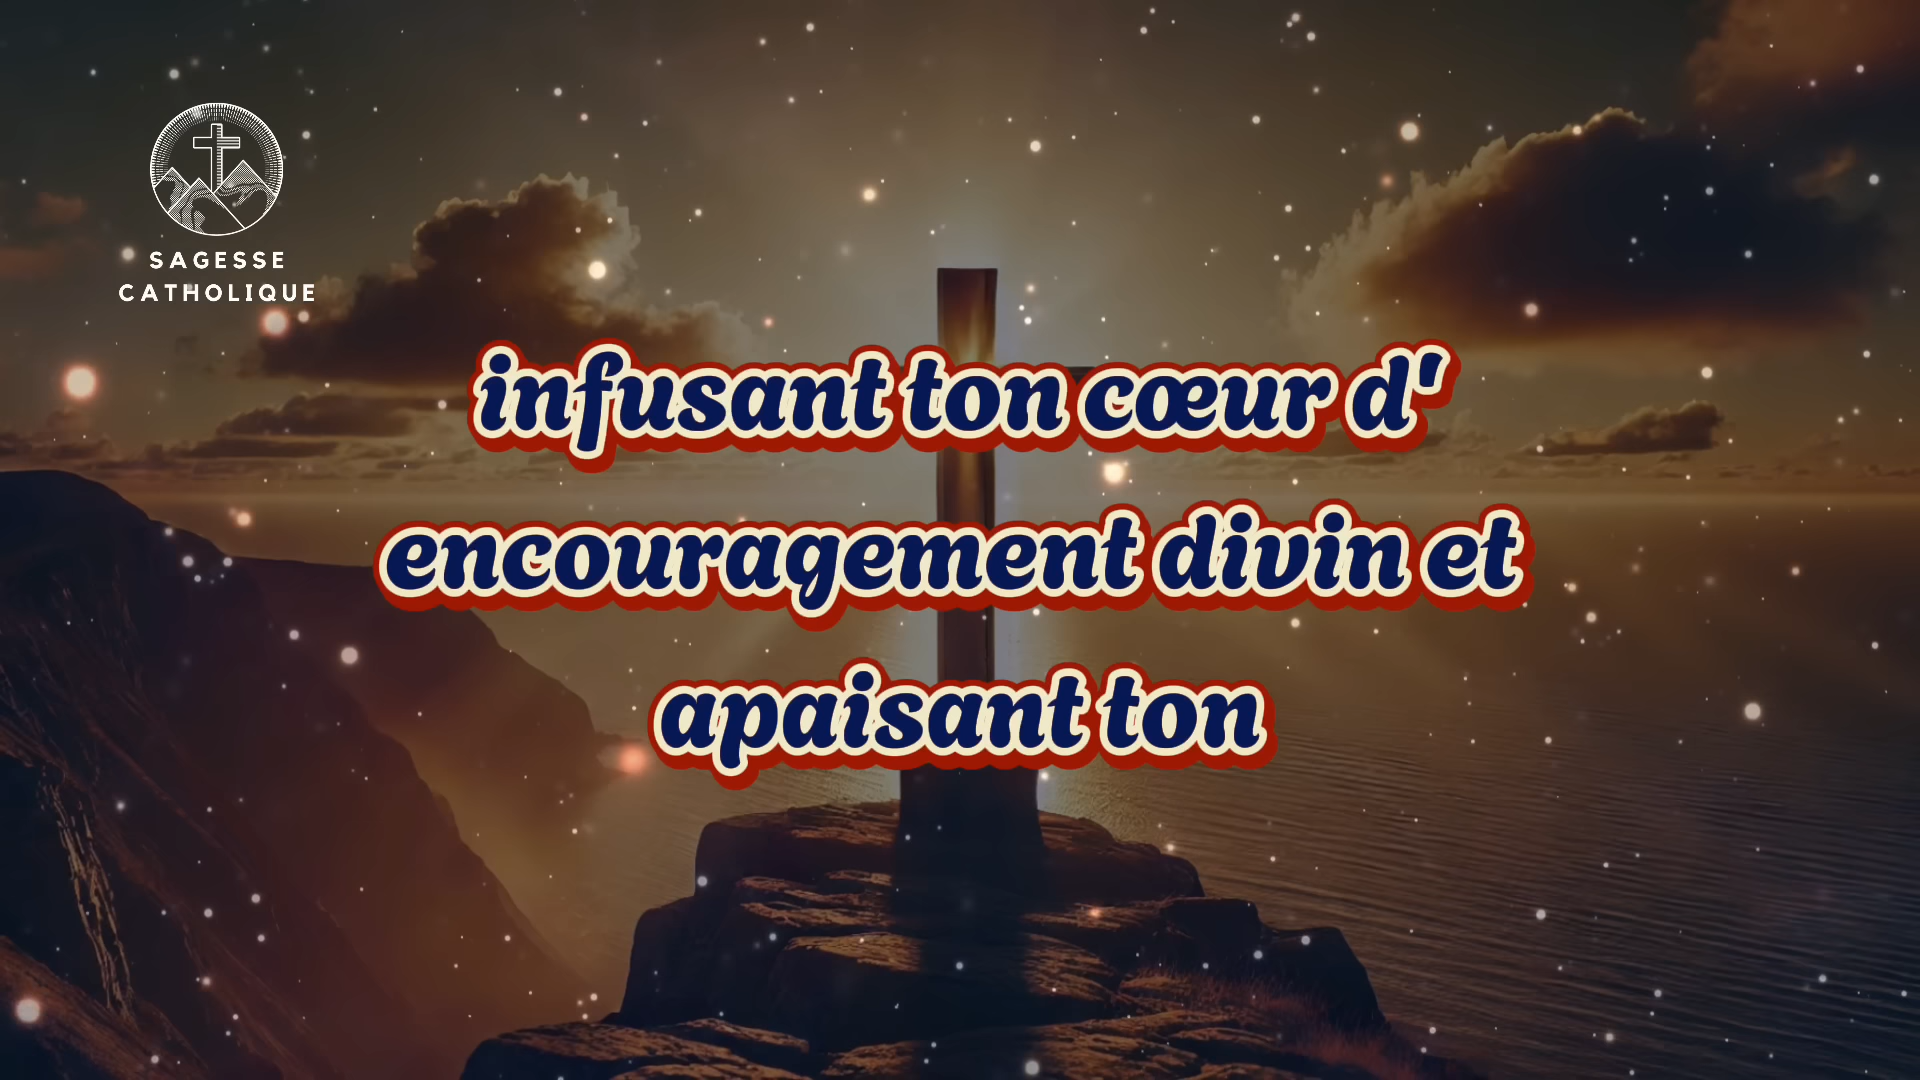 SAGESSE
CATHOLIQUE
infusant ton cœur d'
encouragement divin et
apaisant ton